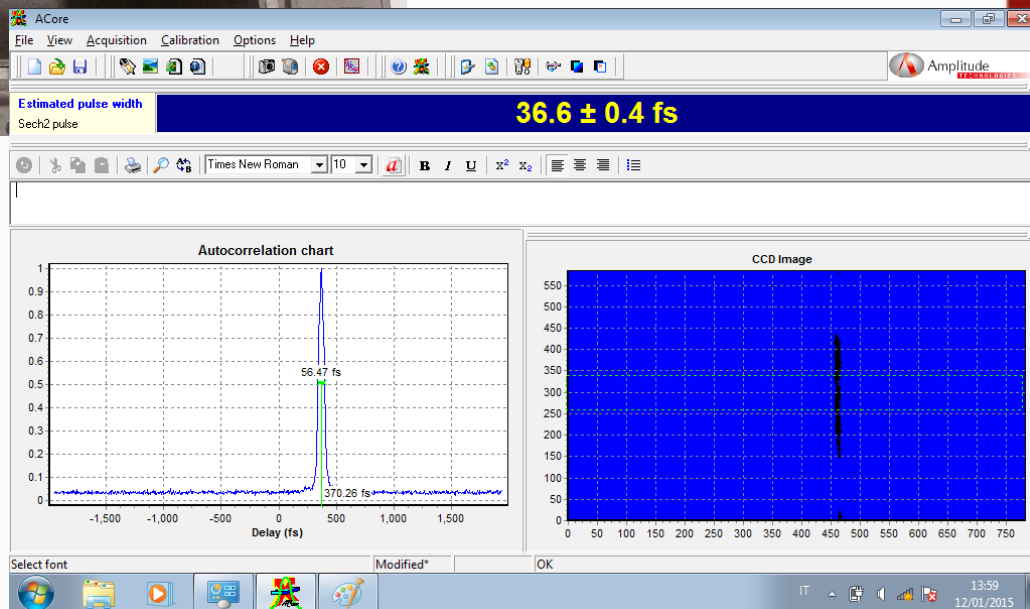 ACore
File View Acquisition Calibration Options Help
Amplitude
TECHNOLOGIES
Estimated pulse width
Sech2 pulse
36.6 ± 0.4 fs
Times New Roman 10 a B I U X² X₂
Autocorrelation chart
1
0.9
0.8
0.7
0.6
0.5
0.4
0.3
0.2
0.1
0
56.47 fs
370.26 fs
-1,500 -1,000 -500 0 500 1,000 1,500
Delay (fs)
CCD Image
550
500
450
400
350
300
250
200
150
100
50
0
0 50 100 150 200 250 300 350 400 450 500 550 600 650 700 750
Select font Modified* OK
IT 13:59
12/01/2015